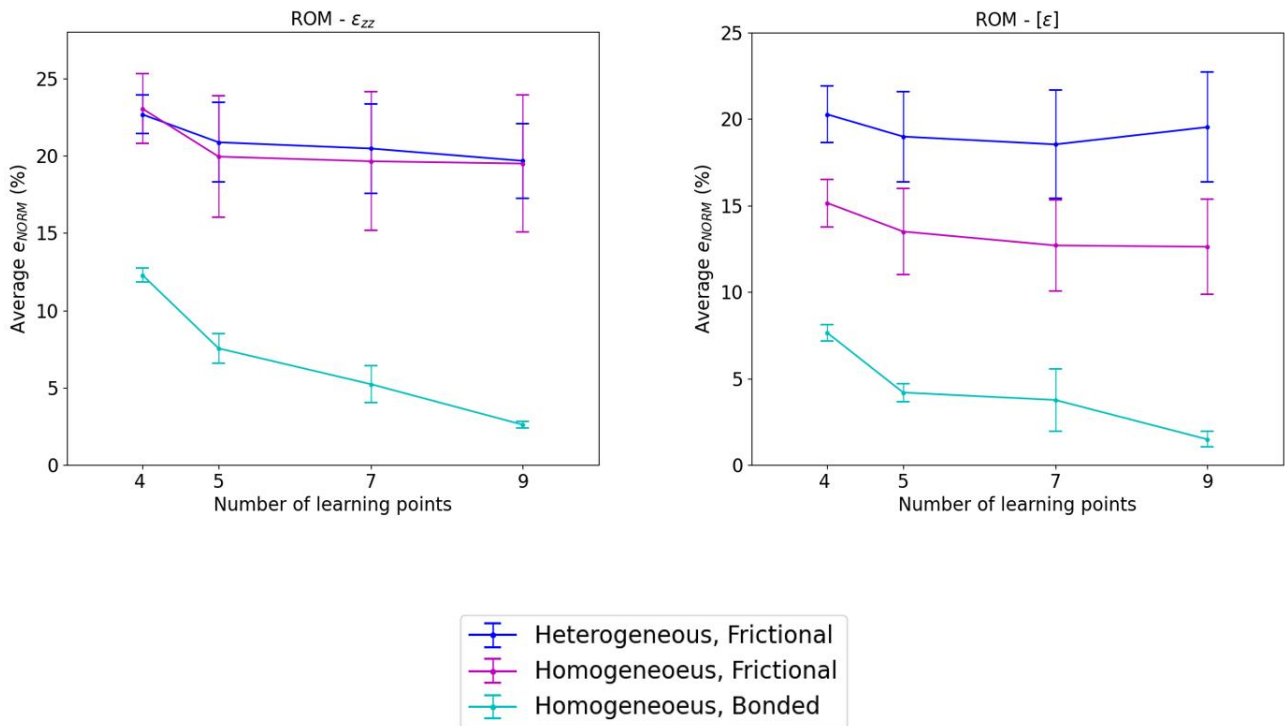 ROM - εzz
Average eNORM (%)
25
20
15
10
5
0
4 5 7 9
Number of learning points
ROM - [ε]
Average eNORM (%)
25
20
15
10
5
0
4 5 7 9
Number of learning points
Heterogeneous, Frictional
Homogeneoeus, Frictional
Homogeneoeus, Bonded